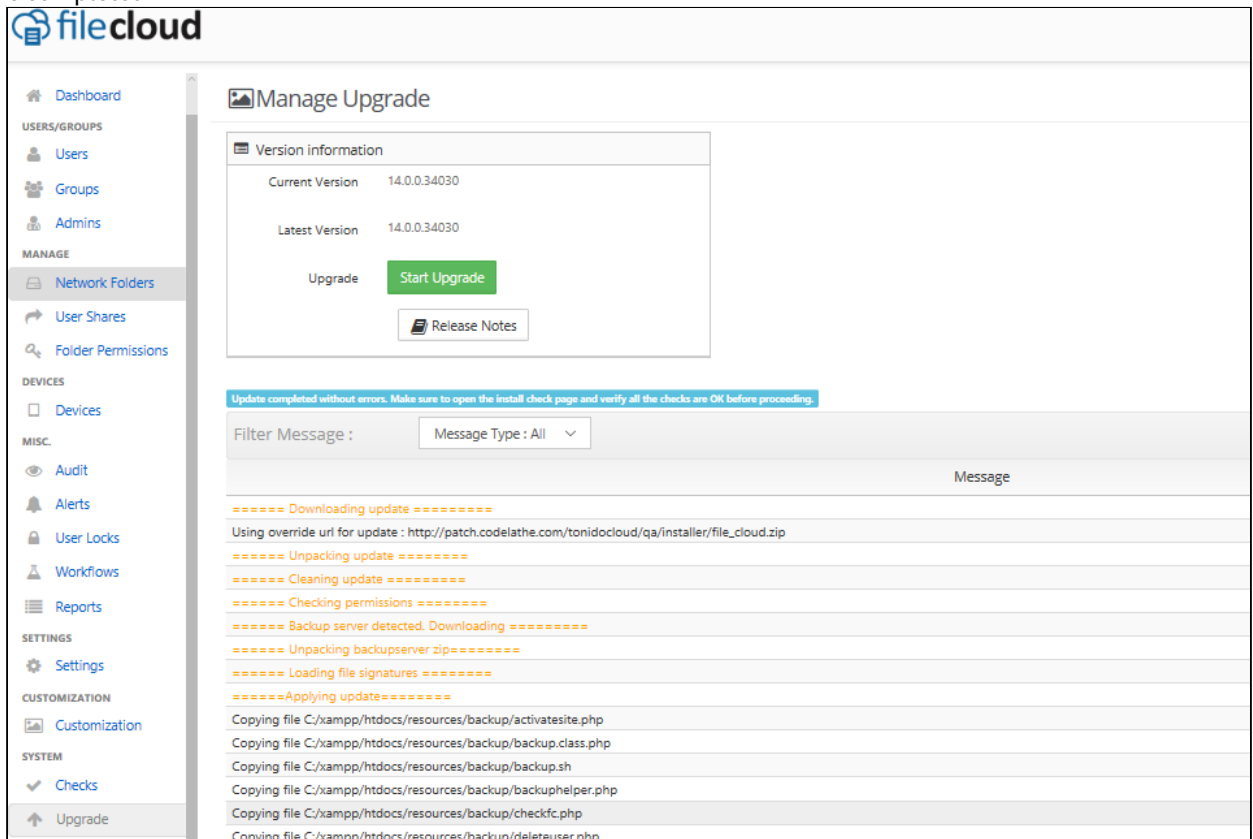 filecloud
Dashboard
USERS/GROUPS
Users
Groups
Admins
MANAGE
Network Folders
User Shares
Folder Permissions
DEVICES
Devices
MISC.
Audit
Alerts
User Locks
Workflows
Reports
SETTINGS
Settings
CUSTOMIZATION
Customization
SYSTEM
Checks
Upgrade
Manage Upgrade
Version information
Current Version 14.0.0.34030
Latest Version 14.0.0.34030
Upgrade Start Upgrade
Release Notes
Update completed without errors. Make sure to open the install check page and verify all the checks are OK before proceeding.
Filter Message : Message Type : All
Message
====== Downloading update =========
Using override url for update : http://patch.codelathe.com/tonidocloud/qa/installer/file_cloud.zip
====== Unpacking update ========
====== Cleaning update =========
====== Checking permissions ========
====== Backup server detected. Downloading =========
====== Unpacking backupserver zip========
====== Loading file signatures ========
======Applying update========
Copying file C:/xampp/htdocs/resources/backup/activatesite.php
Copying file C:/xampp/htdocs/resources/backup/backup.class.php
Copying file C:/xampp/htdocs/resources/backup/backup.sh
Copying file C:/xampp/htdocs/resources/backup/backuphelper.php
Copying file C:/xampp/htdocs/resources/backup/checkfc.php
Copying file C:/xampp/htdocs/resources/backup/deleteuser.php